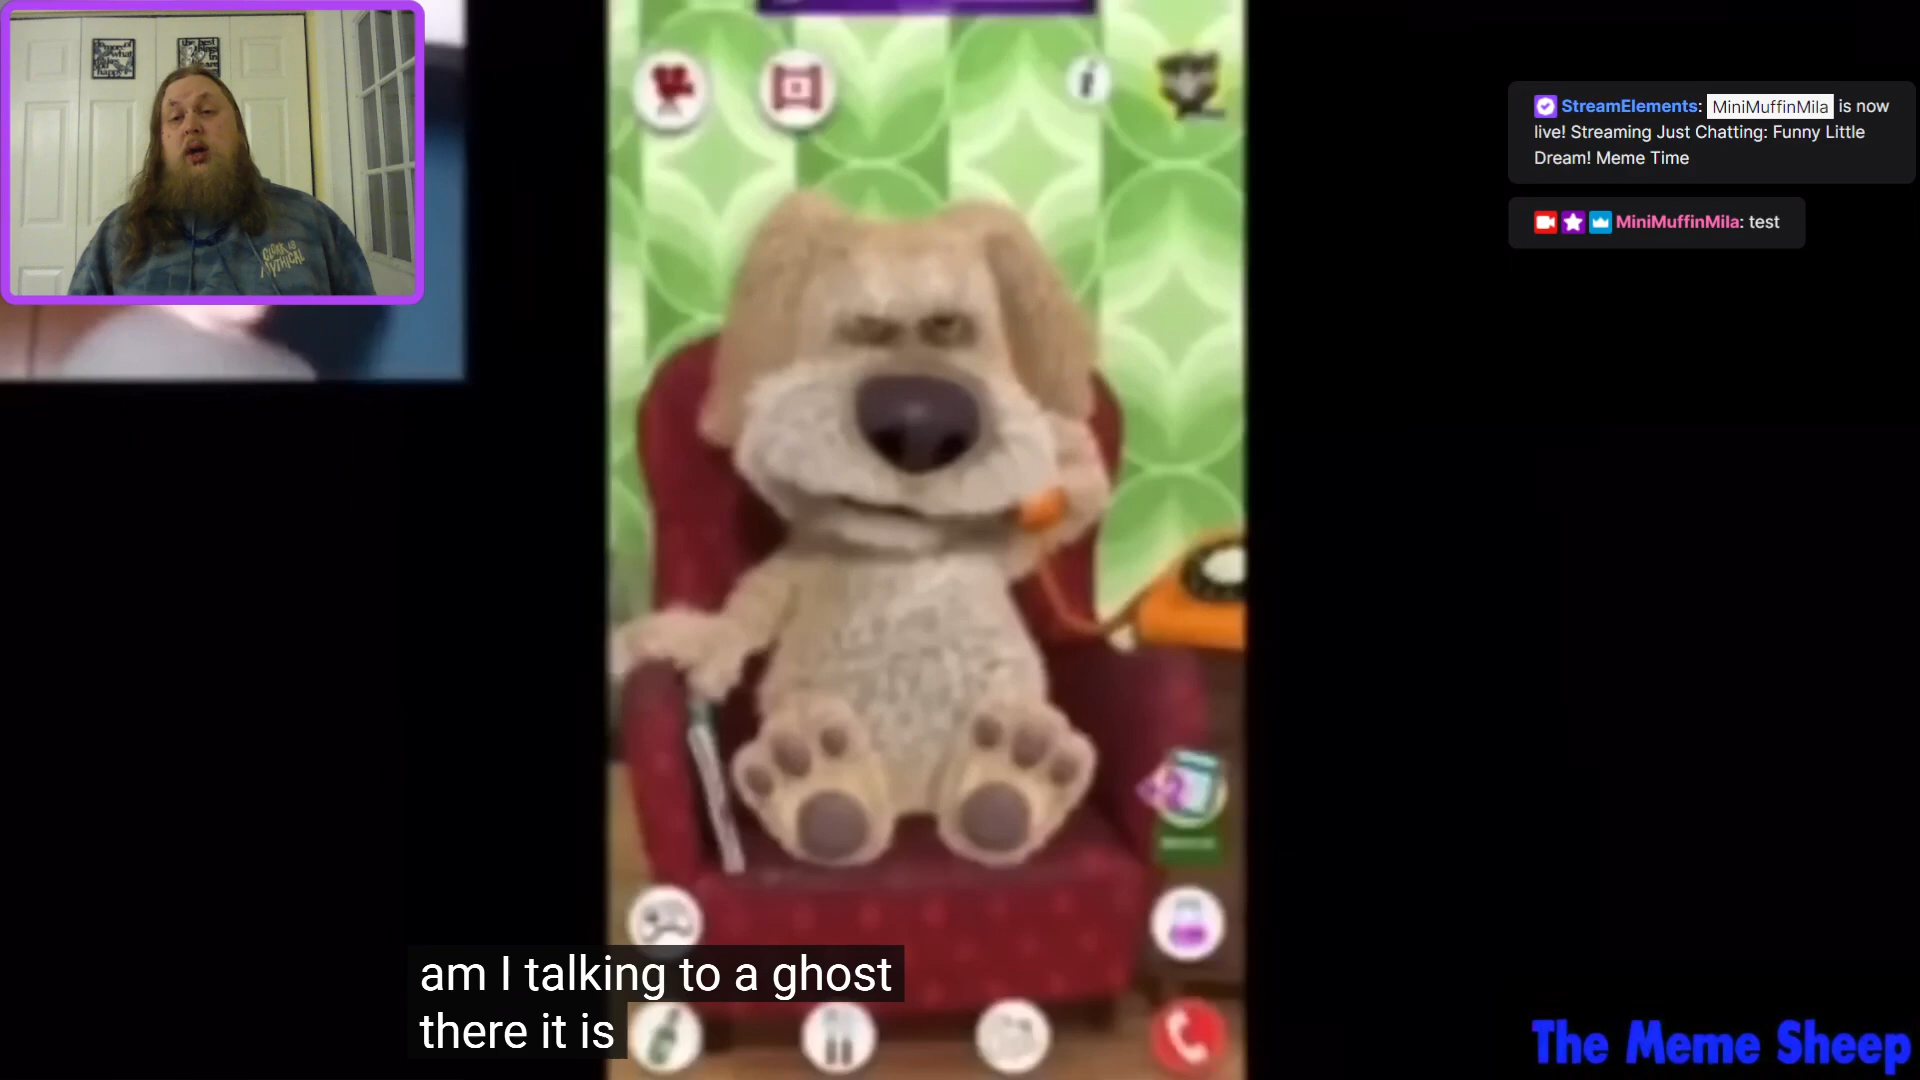 StreamElements: MiniMuffinMila is now
live! Streaming Just Chatting: Funny Little
Dream! Meme Time
MiniMuffinMila: test
am I talking to a ghost
there it is
The Meme Sheep